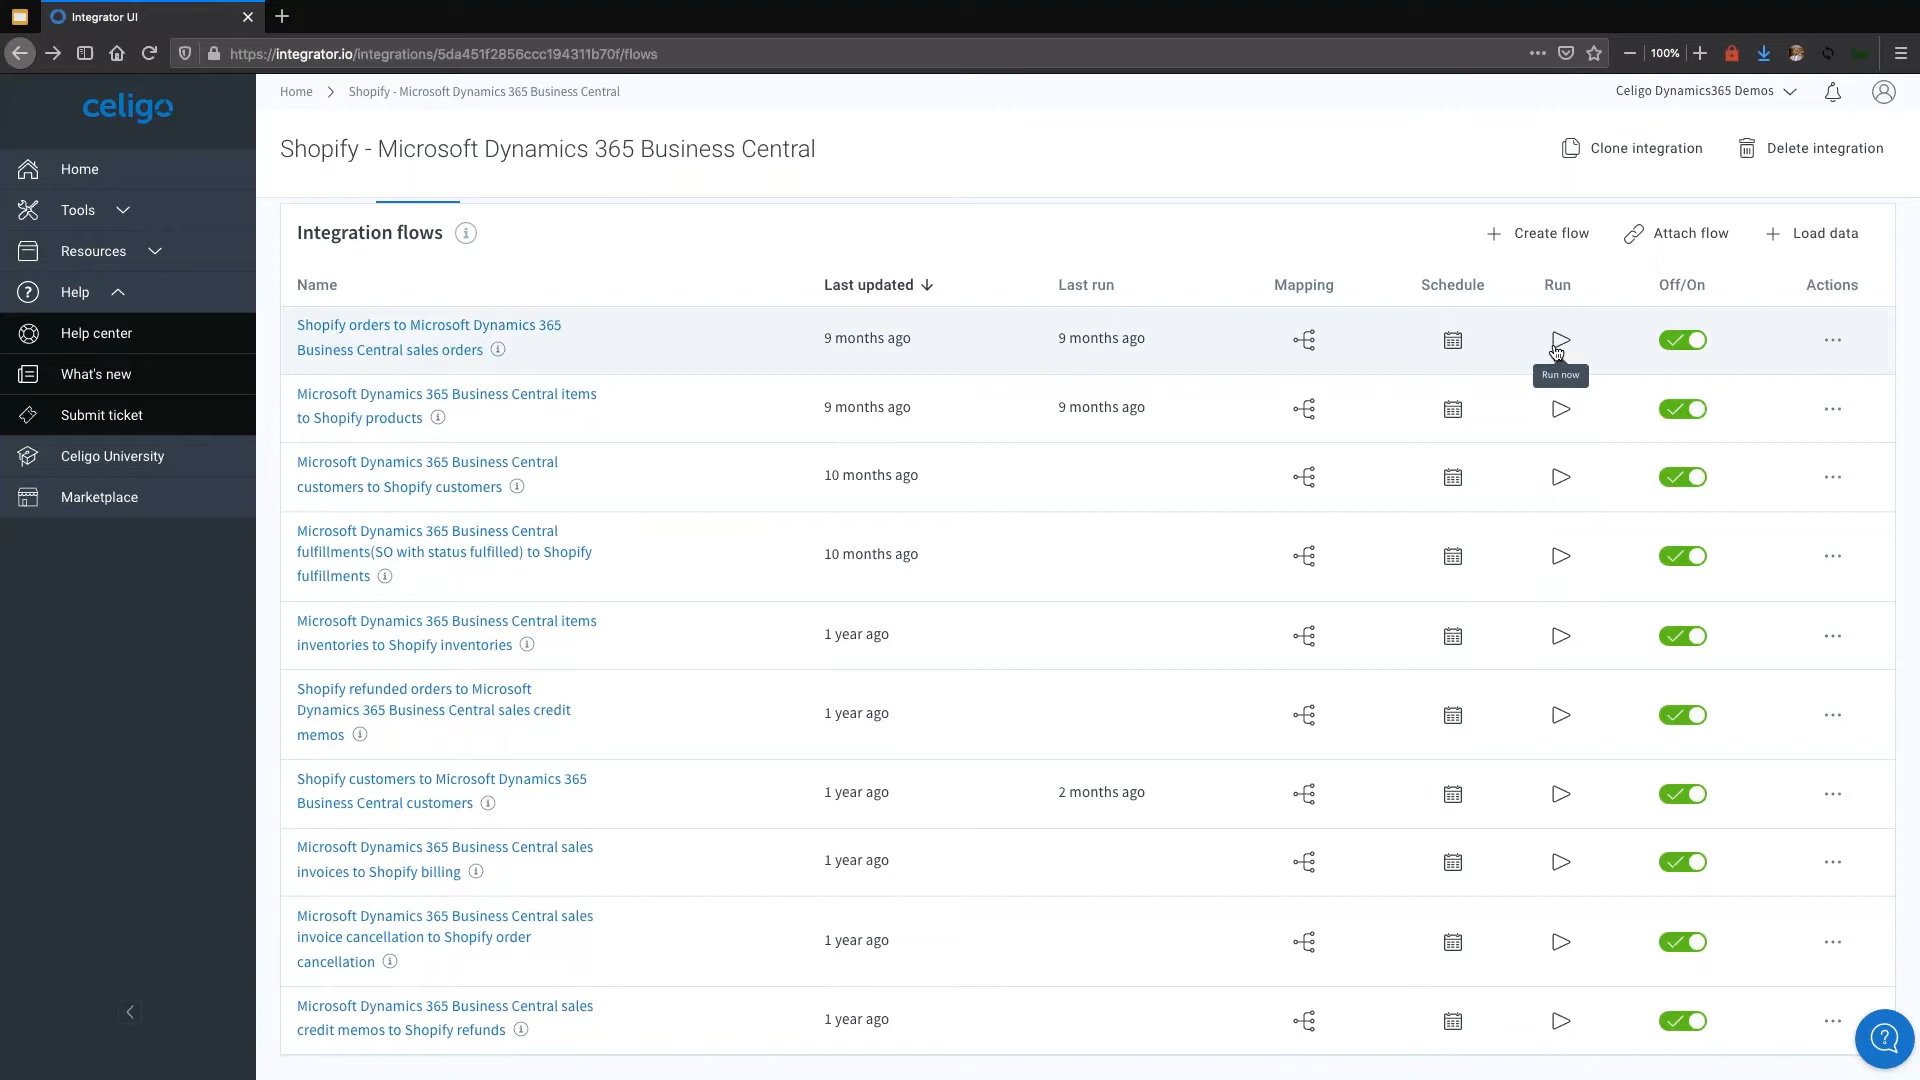 Integrator UI
https://integrator.io/integrations/5da451f2856ccc194311b70f/flows
100%
celigo
Home
Tools
Resources
Help
Help center
What's new
Submit ticket
Celigo University
Marketplace
Home
Shopify - Microsoft Dynamics 365 Business Central
Celigo Dynamics365 Demos
Shopify - Microsoft Dynamics 365 Business Central
Clone integration
Delete integration
Integration flows
Create flow
Attach flow
Load data
Name
Last updated
Last run
Mapping
Schedule
Run
Off/On
Actions
Shopify orders to Microsoft Dynamics 365
Business Central sales orders
9 months ago
9 months ago
Run now
Microsoft Dynamics 365 Business Central items
to Shopify products
9 months ago
9 months ago
Microsoft Dynamics 365 Business Central
customers to Shopify customers
10 months ago
Microsoft Dynamics 365 Business Central
fulfillments(SO with status fulfilled) to Shopify
fulfillments
10 months ago
Microsoft Dynamics 365 Business Central items
inventories to Shopify inventories
1 year ago
Shopify refunded orders to Microsoft
Dynamics 365 Business Central sales credit
memos
1 year ago
Shopify customers to Microsoft Dynamics 365
Business Central customers
1 year ago
2 months ago
Microsoft Dynamics 365 Business Central sales
invoices to Shopify billing
1 year ago
Microsoft Dynamics 365 Business Central sales
invoice cancellation to Shopify order
cancellation
1 year ago
Microsoft Dynamics 365 Business Central sales
credit memos to Shopify refunds
1 year ago